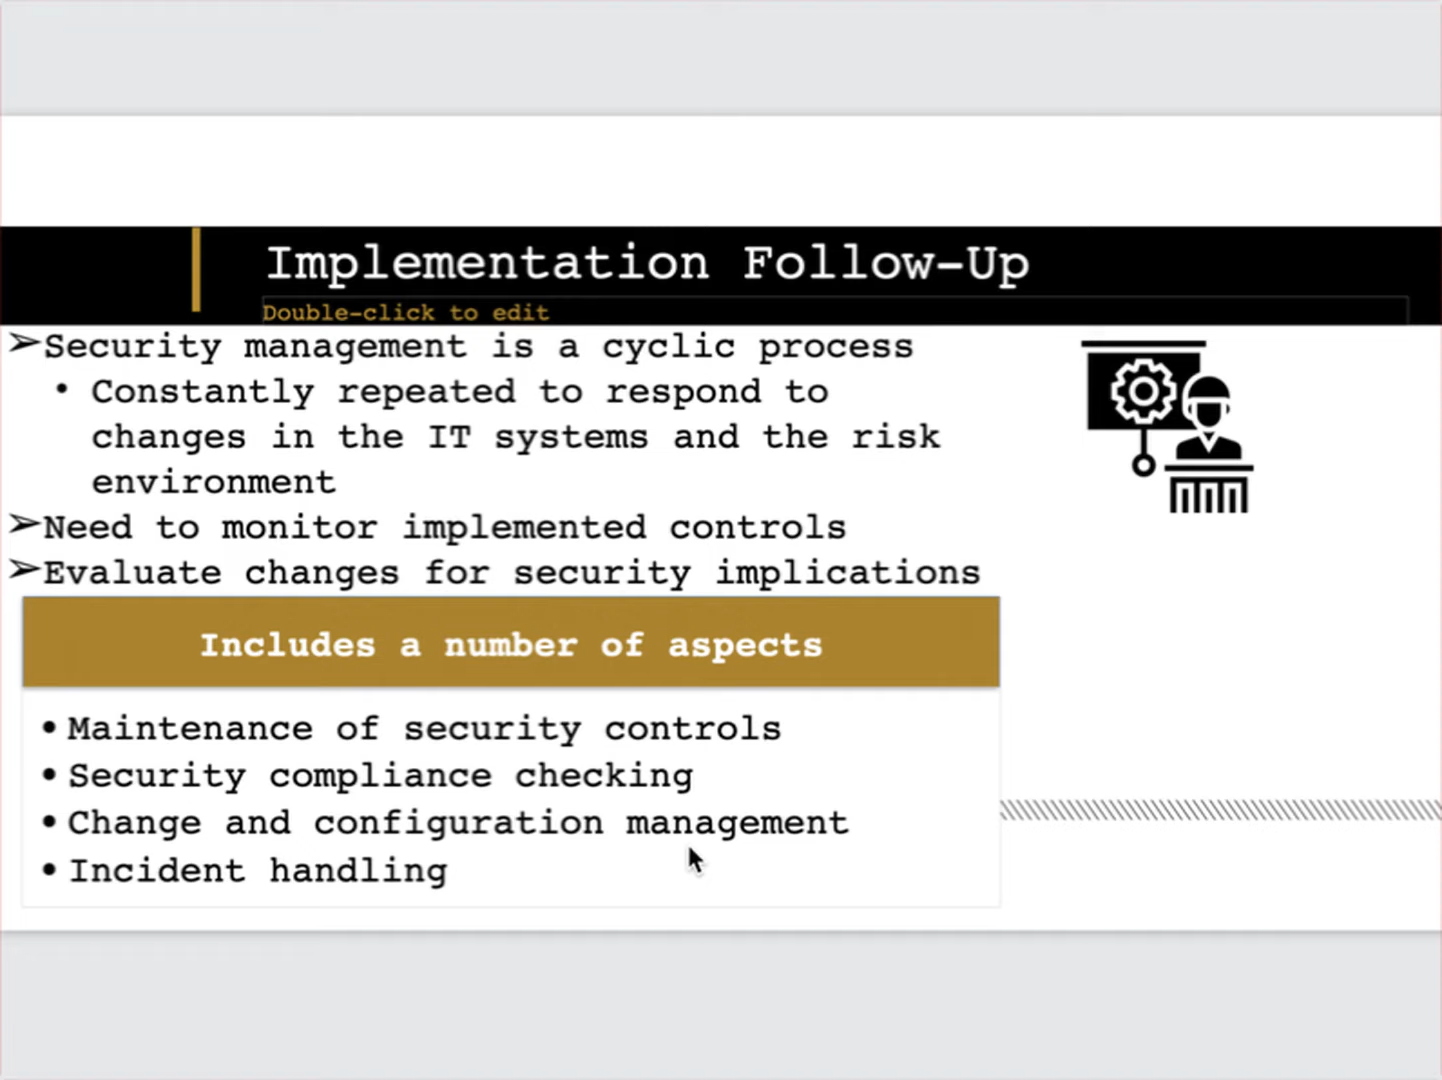 Implementation Follow-Up
Double-click to edit
➢Security management is a cyclic process
• Constantly repeated to respond to
changes in the IT systems and the risk
environment
➢Need to monitor implemented controls
➢Evaluate changes for security implications
Includes a number of aspects
• Maintenance of security controls
• Security compliance checking
• Change and configuration management
• Incident handling